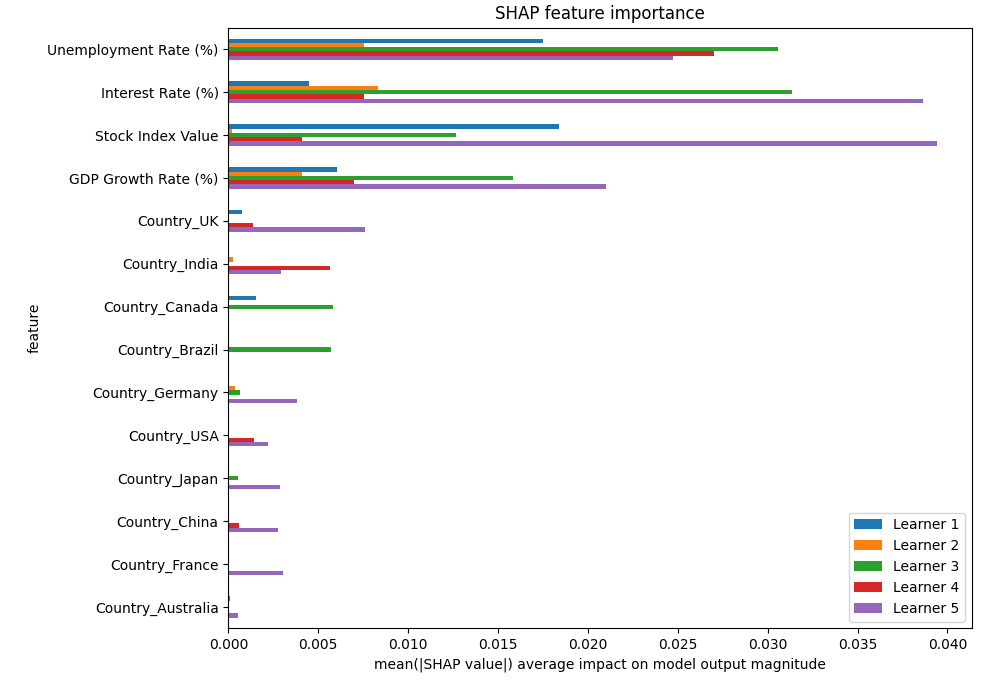 SHAP feature importance
Unemployment Rate (%)
Interest Rate (%)
Stock Index Value
GDP Growth Rate (%)
Country_UK
Country_India
Country_Canada
Country_Brazil
Country_Germany
Country_USA
Country_Japan
Country_China
Country_France
Country_Australia
feature
Learner 1
Learner 2
Learner 3
Learner 4
Learner 5
0.000 0.005 0.010 0.015 0.020 0.025 0.030 0.035 0.040
mean(|SHAP value|) average impact on model output magnitude